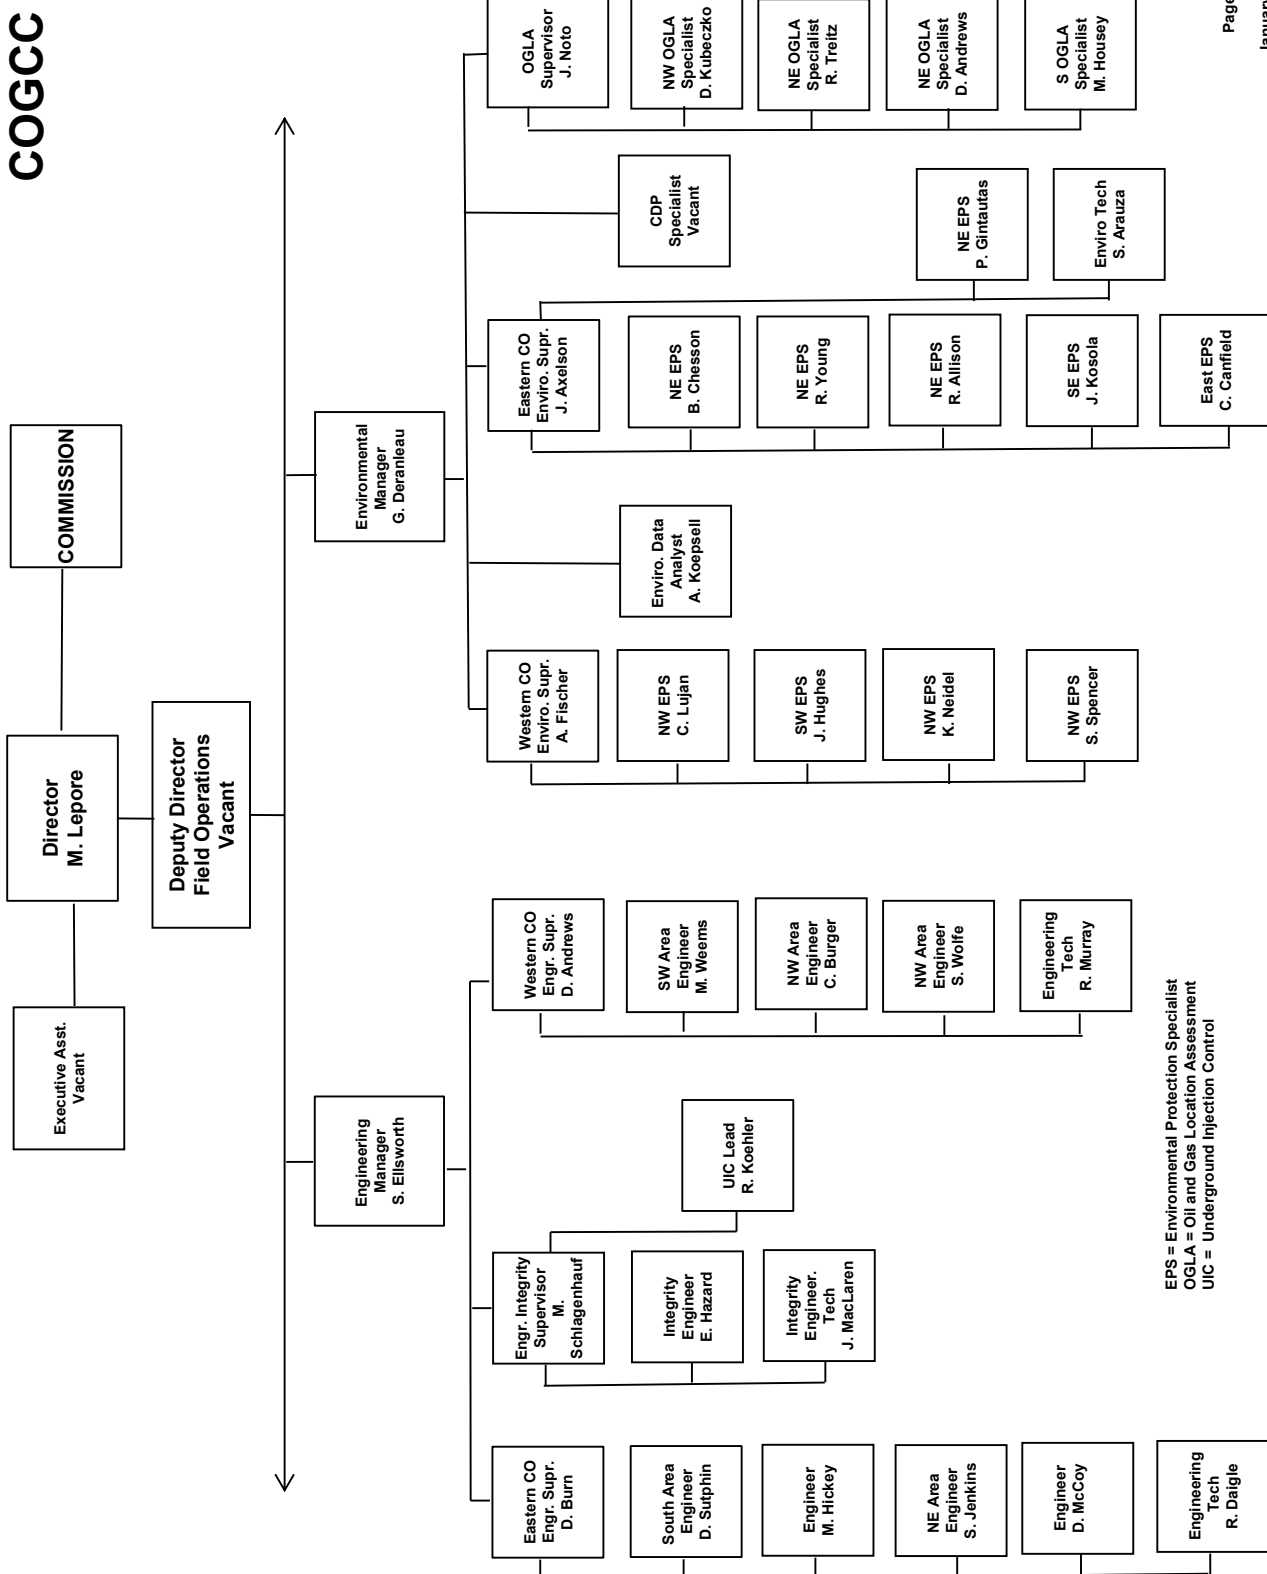 COGCC
COMMISSION
Director
M. Lepore
Executive Asst.
Vacant
Deputy Director
Field Operations
Vacant
Engineering
Manager
S. Ellsworth
Environmental
Manager
G. Deranleau
Eastern CO
Engr. Supr.
D. Burn
South Area
Engineer
D. Sutphin
Engineer
M. Hickey
NE Area
Engineer
S. Jenkins
Engineer
D. McCoy
Engineering
Tech
R. Daigle
Engr. Integrity
Supervisor
M.
Schlagenhauf
Integrity
Engineer
E. Hazard
Integrity
Engineer.
Tech
J. MacLaren
UIC Lead
R. Koehler
Western CO
Engr. Supr.
D. Andrews
SW Area
Engineer
M. Weems
NW Area
Engineer
C. Burger
NW Area
Engineer
S. Wolfe
Engineering
Tech
R. Murray
Western CO
Enviro. Supr.
A. Fischer
NW EPS
C. Lujan
SW EPS
J. Hughes
NW EPS
K. Neidel
NW EPS
S. Spencer
Enviro. Data
Analyst
A. Koepsell
Eastern CO
Enviro. Supr.
J. Axelson
NE EPS
B. Chesson
NE EPS
R. Young
NE EPS
R. Allison
SE EPS
J. Kosola
East EPS
C. Canfield
NE EPS
P. Gintautas
Enviro Tech
S. Arauza
CDP
Specialist
Vacant
OGLA
Supervisor
J. Noto
NW OGLA
Specialist
D. Kubeczko
NE OGLA
Specialist
R. Treitz
NE OGLA
Specialist
D. Andrews
S OGLA
Specialist
M. Housey
EPS = Environmental Protection Specialist
OGLA = Oil and Gas Location Assessment
UIC = Underground Injection Control
Page